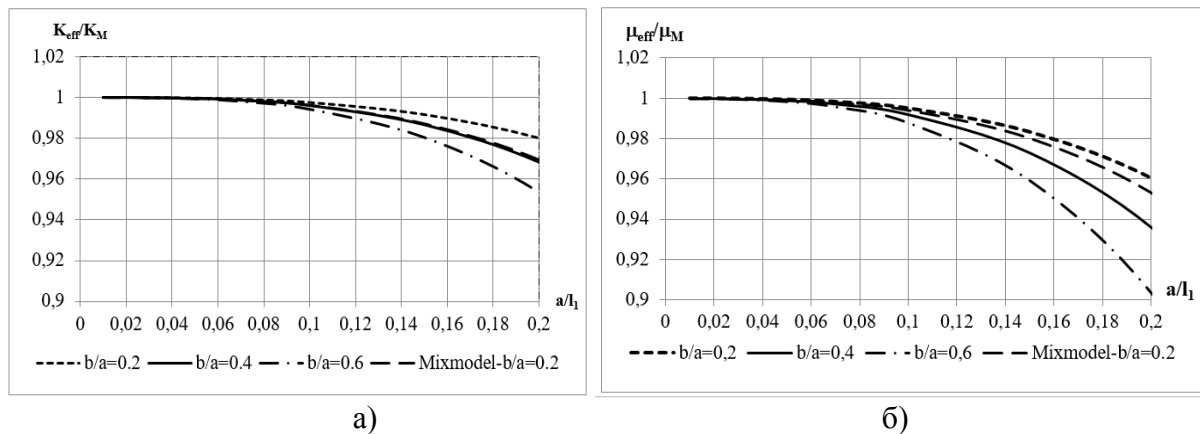 K_eff/K_M
1,02
1
0,98
0,96
0,94
0,92
0,9
a/l₁
0 0,02 0,04 0,06 0,08 0,1 0,12 0,14 0,16 0,18 0,2
b/a=0.2 b/a=0.4 b/a=0.6 Mixmodel-b/a=0.2
а)
μ_eff/μ_M
1,02
1
0,98
0,96
0,94
0,92
0,9
a/l₁
0 0,02 0,04 0,06 0,08 0,1 0,12 0,14 0,16 0,18 0,2
b/a=0,2 b/a=0,4 b/a=0,6 Mixmodel-b/a=0.2
б)